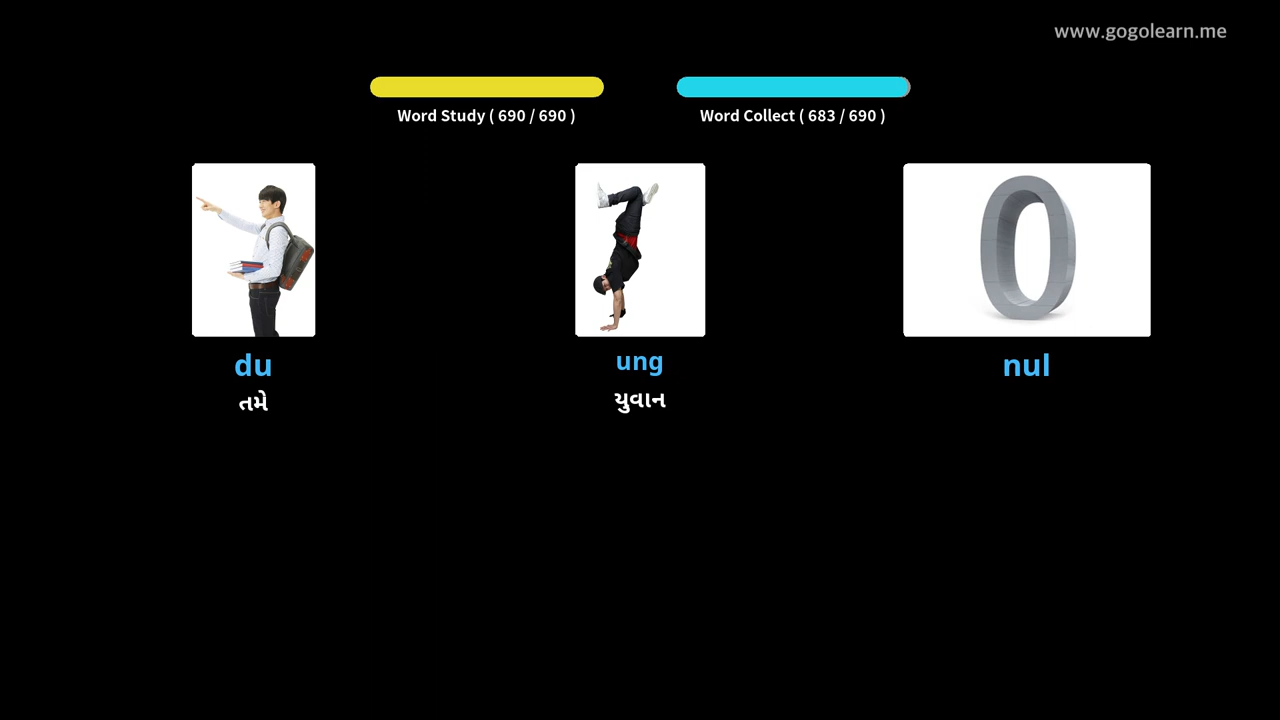 www.gogolearn.me
Word Study ( 690 / 690 )
Word Collect ( 683 / 690 )
du
તમે
ung
યુવાન
nul